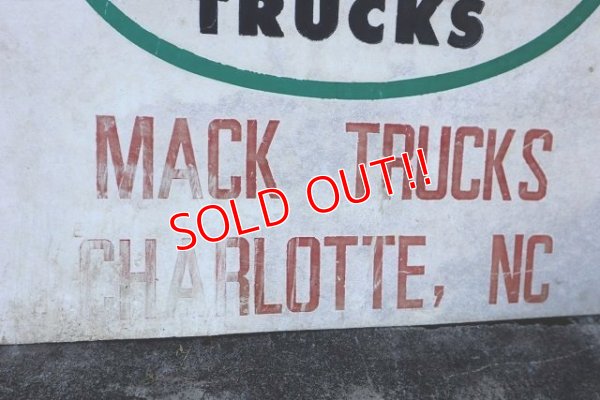 TRUCKS
MACK TRUCKS
SOLD OUT!!
CHARLOTTE, NC